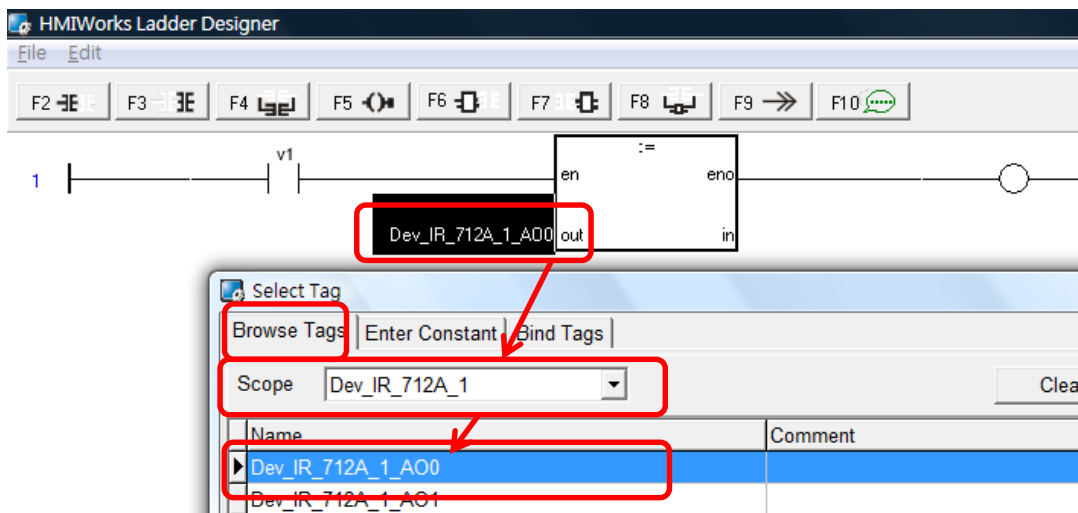 HMIWorks Ladder Designer
File Edit
F2 F3 F4 F5 F6 F7 F8 F9 F10
v1
:=
1
en eno
Dev_IR_712A_1_AO0 out in
Select Tag
Browse Tags Enter Constant Bind Tags
Scope Dev_IR_712A_1
Name Comment
Dev_IR_712A_1_AO0
Dev_IR_712A_1_AO1